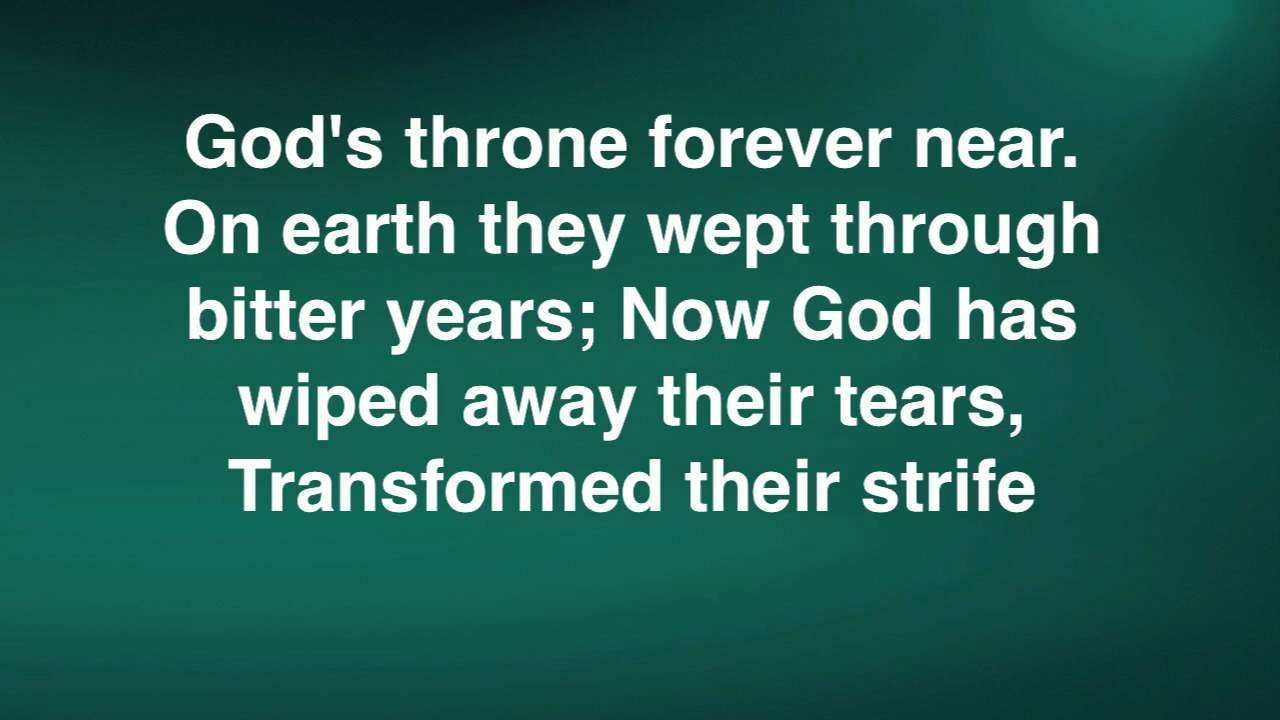 God's throne forever near.
On earth they wept through
bitter years; Now God has
wiped away their tears,
Transformed their strife